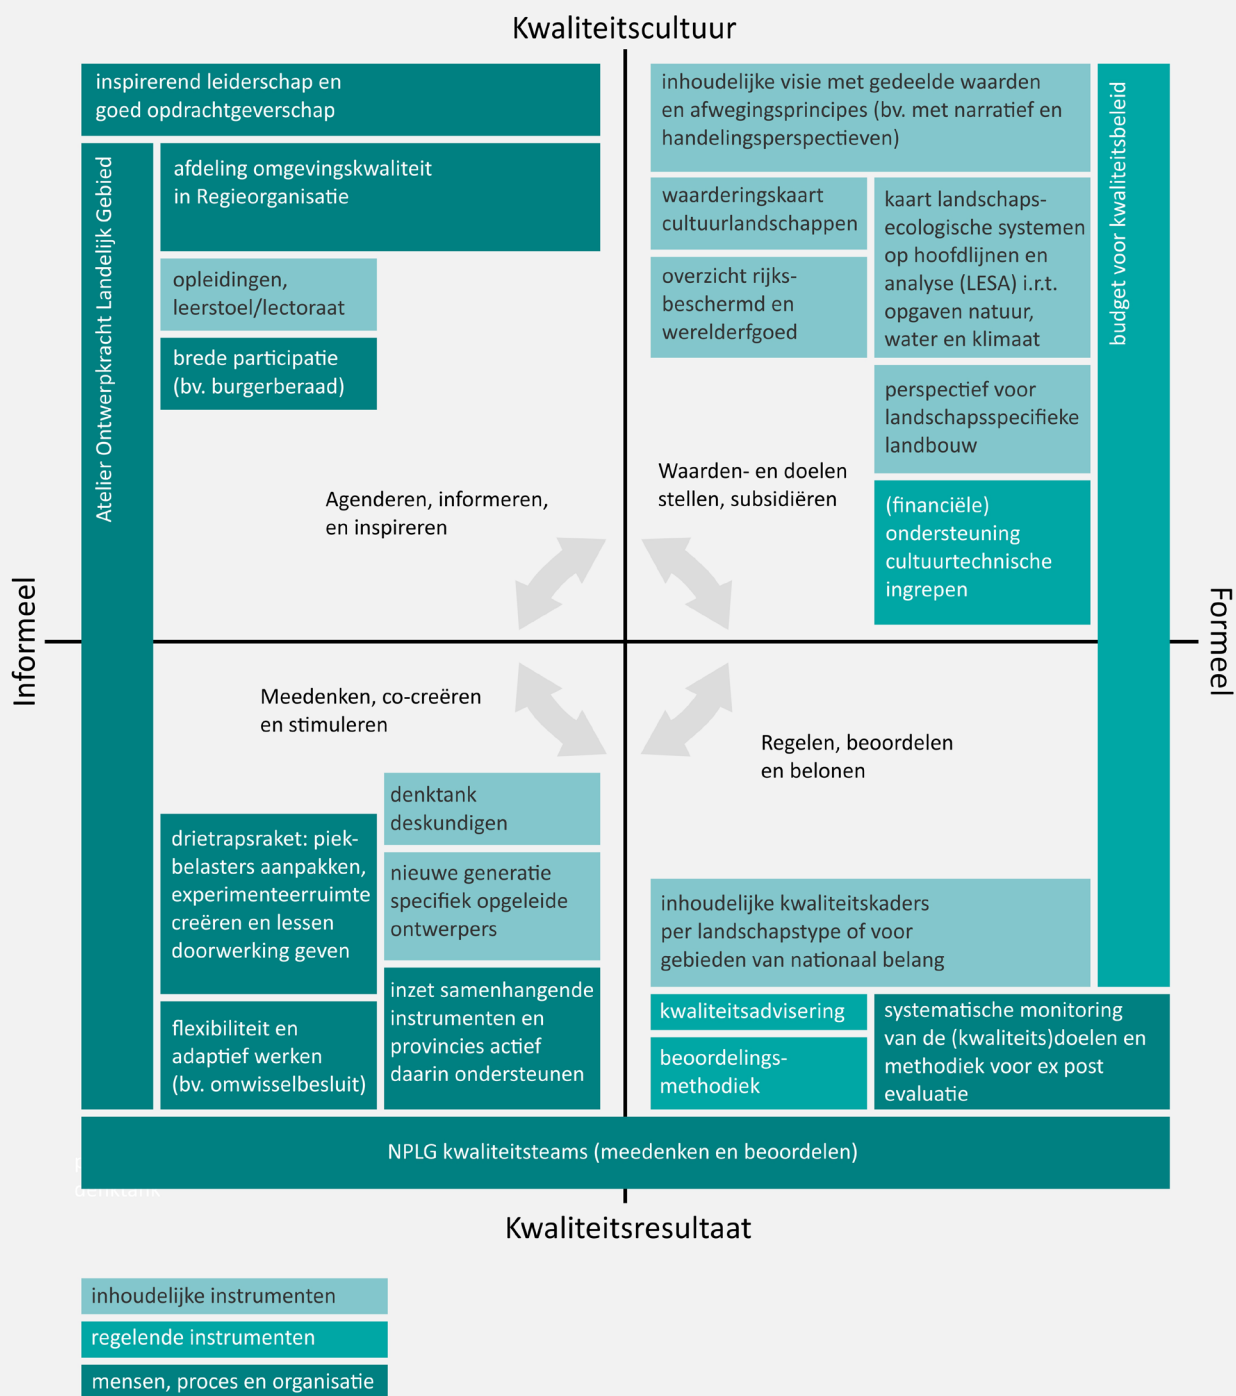 Kwaliteitscultuur
inspirerend leiderschap en
goed opdrachtgeverschap
Atelier Ontwerpkracht Landelijk Gebied
afdeling omgevingskwaliteit
in Regieorganisatie
opleidingen,
leerstoel/lectoraat
brede participatie
(bv. burgerberaad)
Agenderen, informeren,
en inspireren
inhoudelijke visie met gedeelde waarden
en afwegingsprincipes (bv. met narratief en
handelingsperspectieven)
waarderingskaart
cultuurlandschappen
overzicht rijks-
beschermd en
werelderfgoed
kaart landschaps-
ecologische systemen
op hoofdlijnen en
analyse (LESA) i.r.t.
opgaven natuur,
water en klimaat
perspectief voor
landschapsspecifieke
landbouw
(financiële)
ondersteuning
cultuurtechnische
ingrepen
budget voor kwaliteitsbeleid
Waarden- en doelen
stellen, subsidiëren
Informeel
Formeel
Meedenken, co-creëren
en stimuleren
drietrapsraket: piek-
belasters aanpakken,
experimenteerruimte
creëren en lessen
doorwerking geven
flexibiliteit en
adaptief werken
(bv. omwisselbesluit)
denktank
deskundigen
nieuwe generatie
specifiek opgeleide
ontwerpers
inzet samenhangende
instrumenten en
provincies actief
daarin ondersteunen
Regelen, beoordelen
en belonen
inhoudelijke kwaliteitskaders
per landschapstype of voor
gebieden van nationaal belang
kwaliteitsadvisering
beoordelings-
methodiek
systematische monitoring
van de (kwaliteits)doelen en
methodiek voor ex post
evaluatie
NPLG kwaliteitsteams (meedenken en beoordelen)
denktank
Kwaliteitsresultaat
inhoudelijke instrumenten
regelende instrumenten
mensen, proces en organisatie